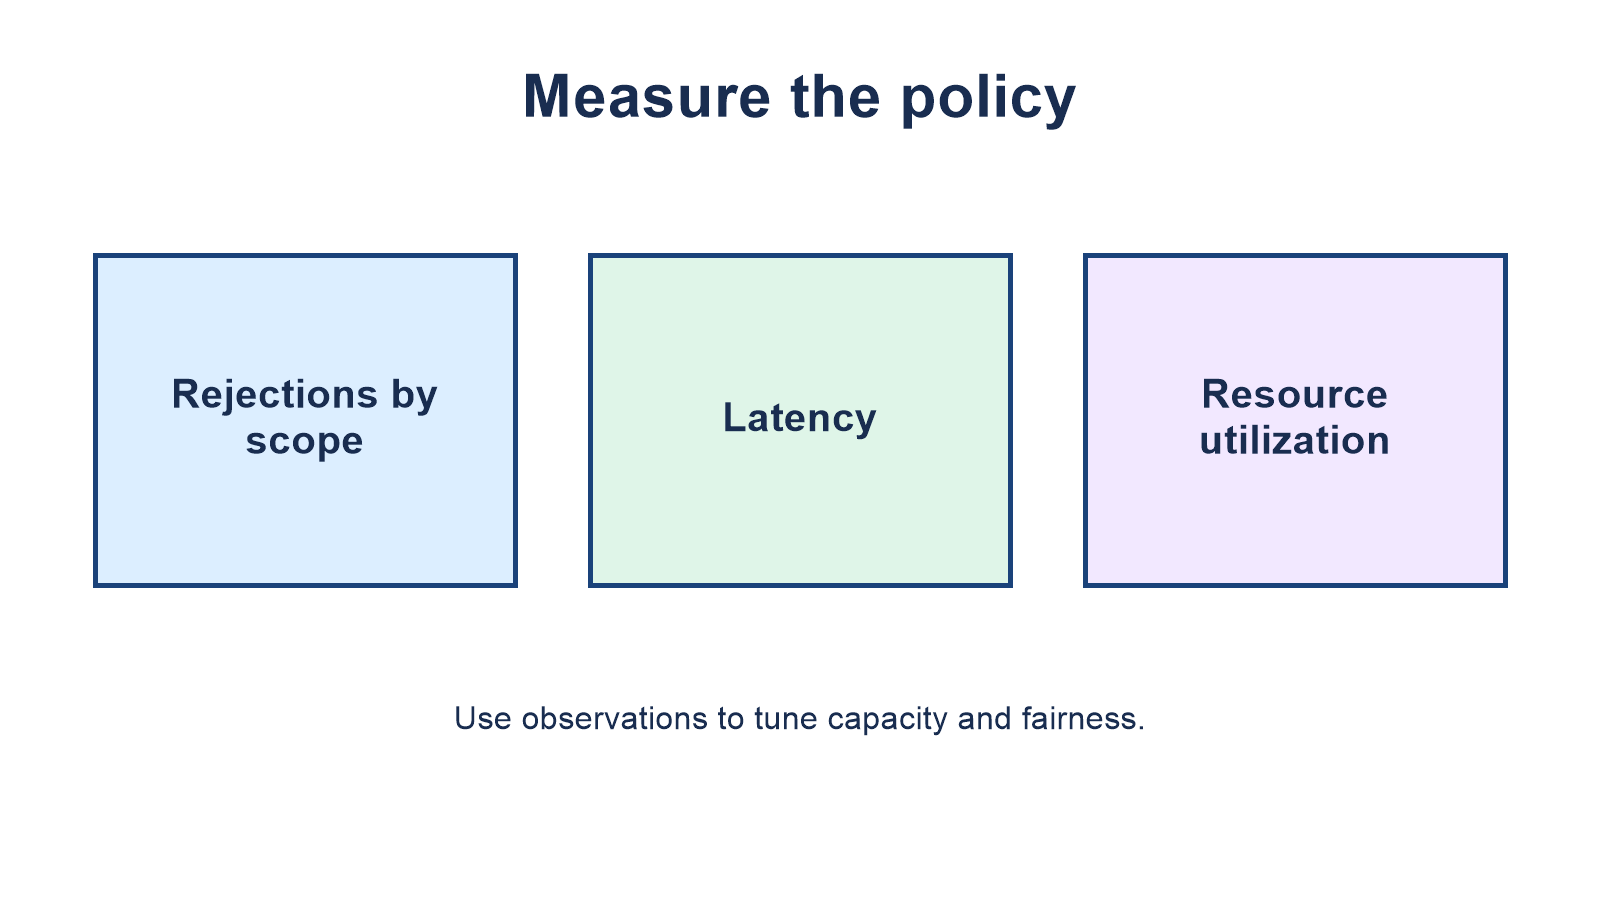 Measure the policy
Rejections by
scope
Latency
Resource
utilization
Use observations to tune capacity and fairness.